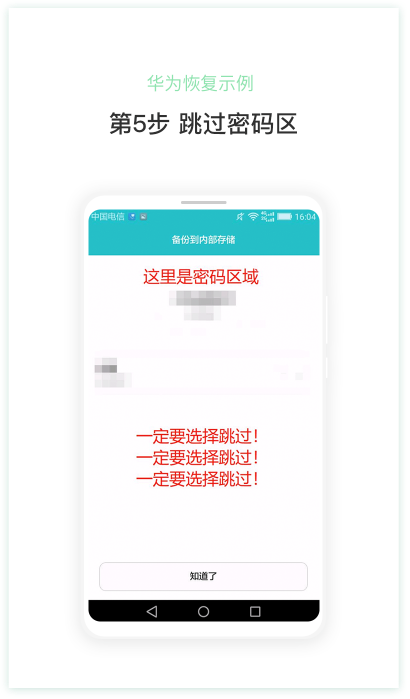 华为恢复示例
第5步 跳过密码区
中国电信 16:04
备份到内部存储
这里是密码区域
一定要选择跳过！
一定要选择跳过！
一定要选择跳过！
知道了